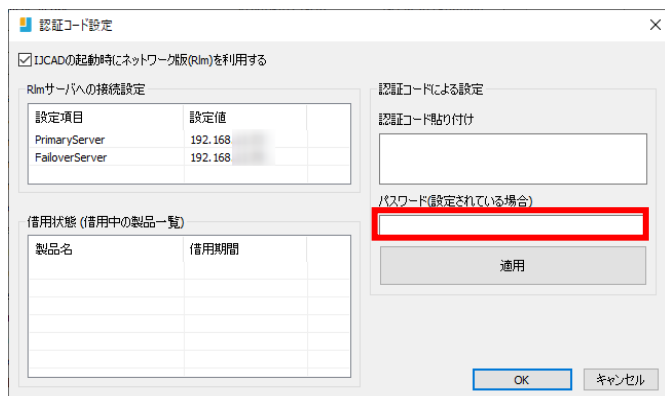 認証コード設定
IJCADの起動時にネットワーク版(Rlm)を利用する
Rlmサーバへの接続設定
設定項目 設定値
PrimaryServer 192.168
FailoverServer 192.168
借用状態 (借用中の製品一覧)
製品名 借用期間
認証コードによる設定
認証コード貼り付け
パスワード(設定されている場合)
適用
OK キャンセル